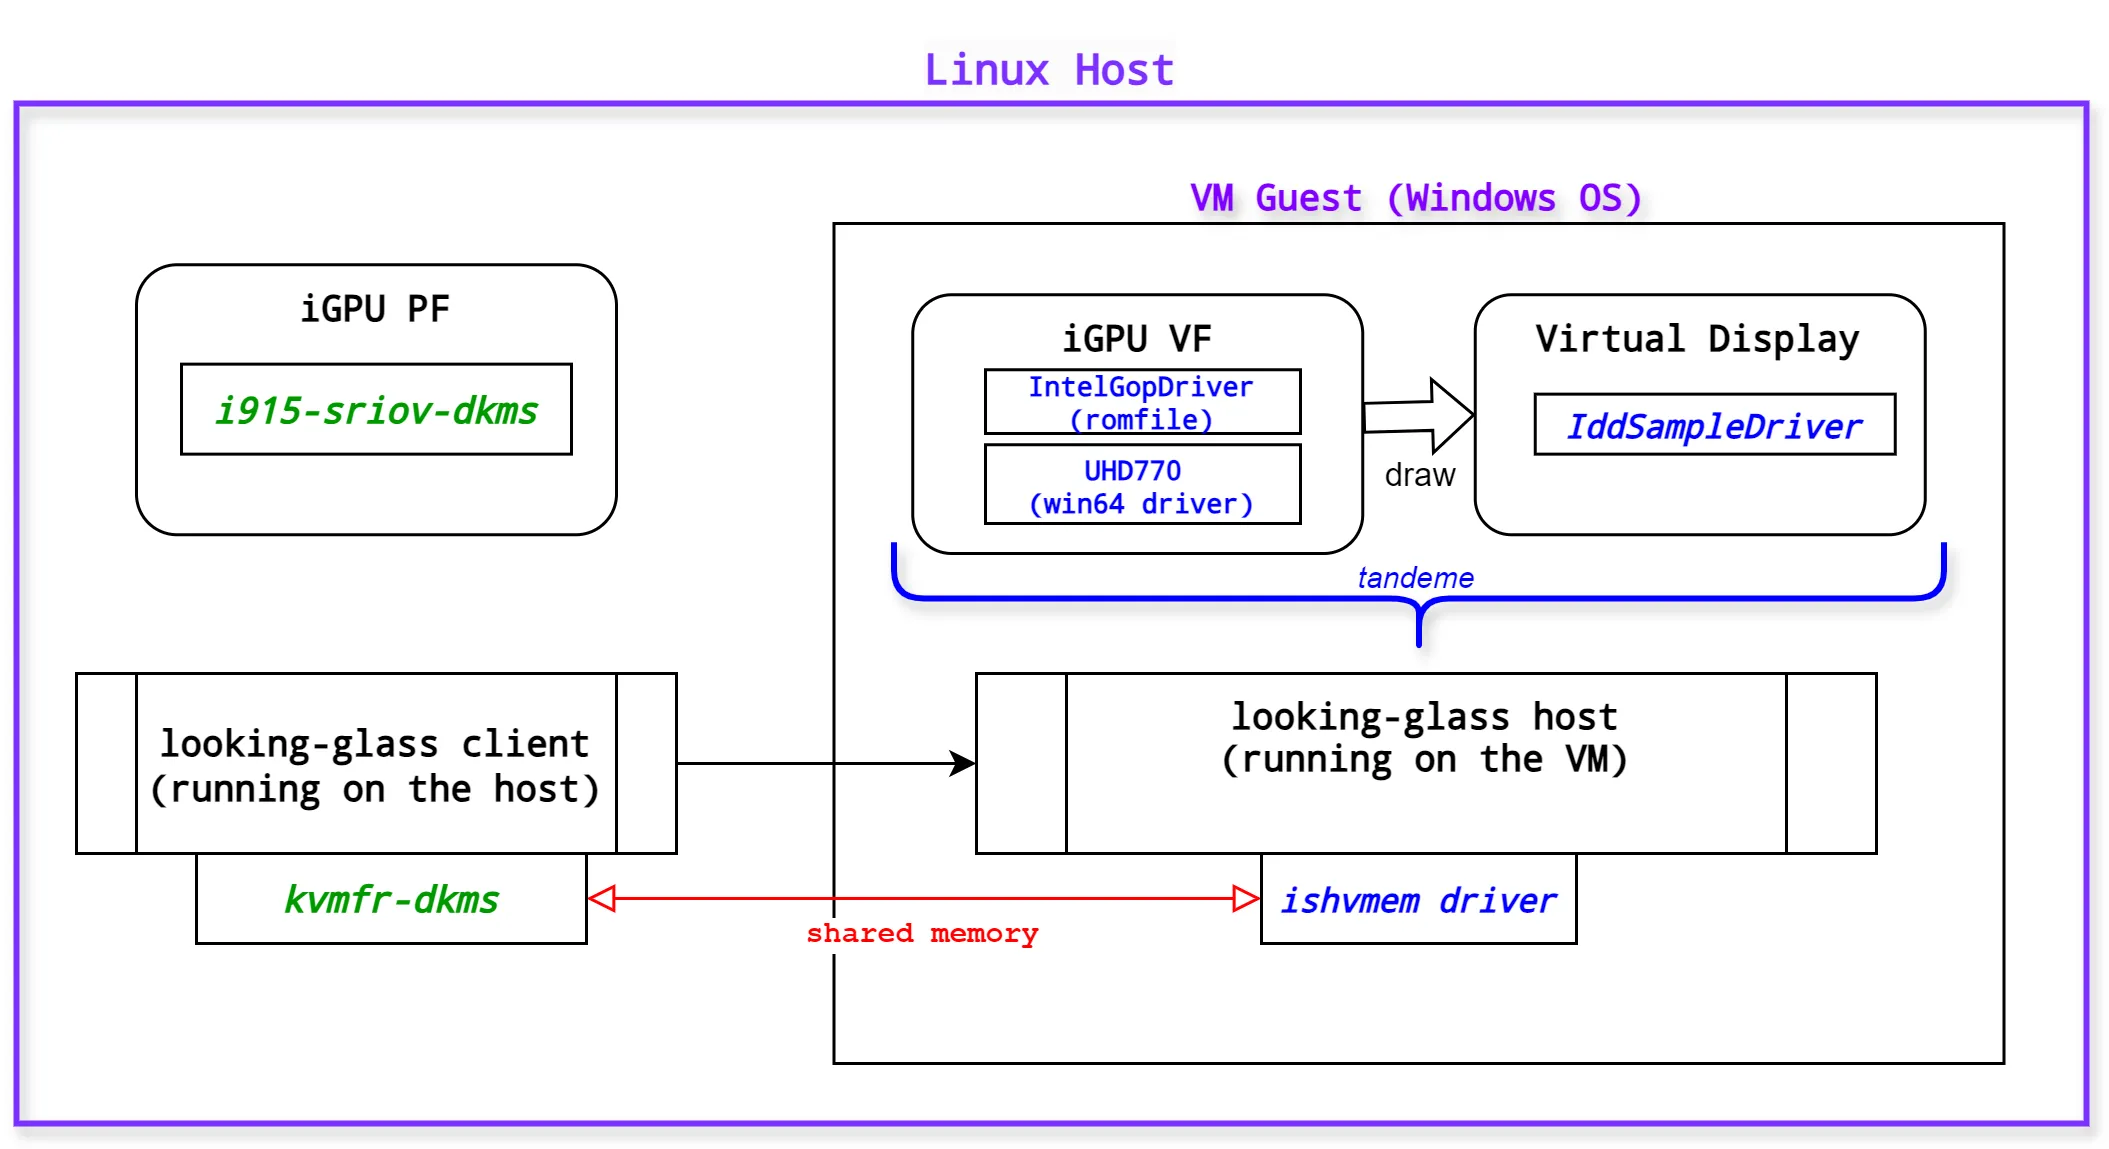 Linux Host
VM Guest (Windows OS)
iGPU PF
i915-sriov-dkms
iGPU VF
IntelGopDriver
(romfile)
UHD770
(win64 driver)
draw
Virtual Display
IddSampleDriver
tandeme
looking-glass client
(running on the host)
kvmfr-dkms
looking-glass host
(running on the VM)
ishvmem driver
shared memory